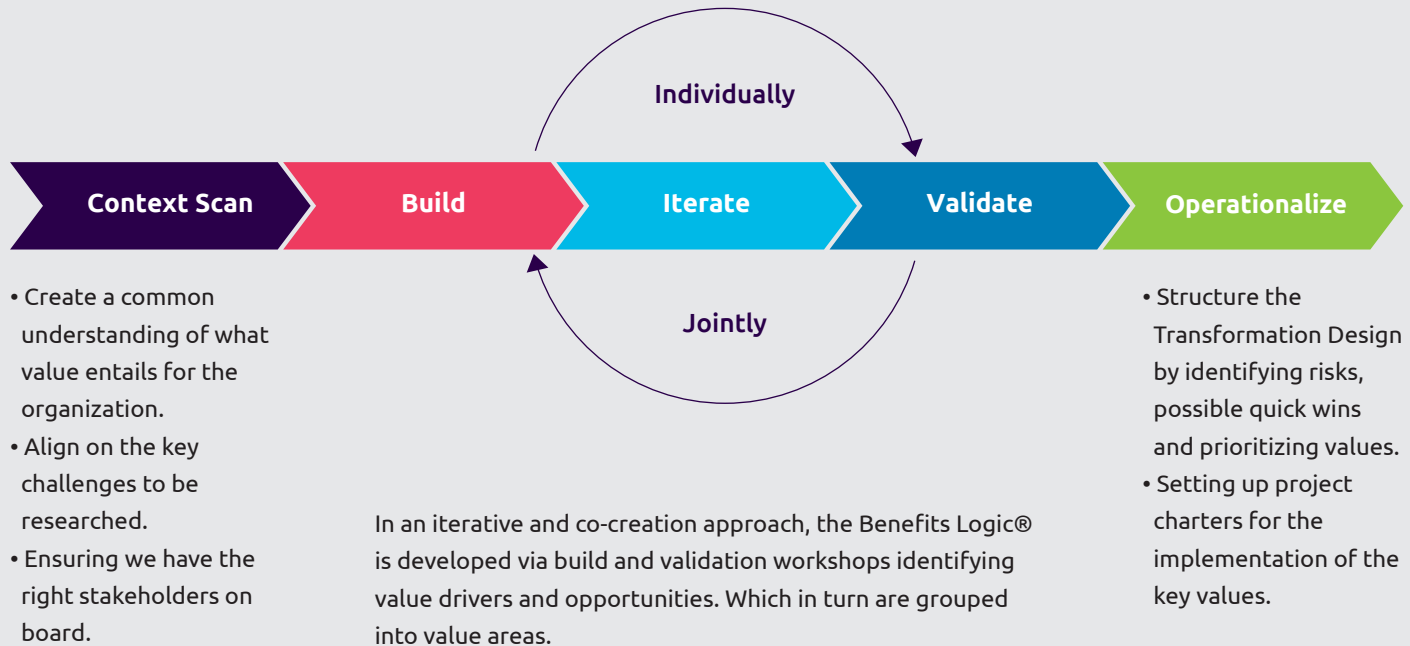 Individually
Context Scan
Build
Iterate
Validate
Operationalize
Jointly
• Create a common
understanding of what
value entails for the
organization.
• Align on the key
challenges to be
researched.
• Ensuring we have the
right stakeholders on
board.
In an iterative and co-creation approach, the Benefits Logic®
is developed via build and validation workshops identifying
value drivers and opportunities. Which in turn are grouped
into value areas.
• Structure the
Transformation Design
by identifying risks,
possible quick wins
and prioritizing values.
• Setting up project
charters for the
implementation of the
key values.